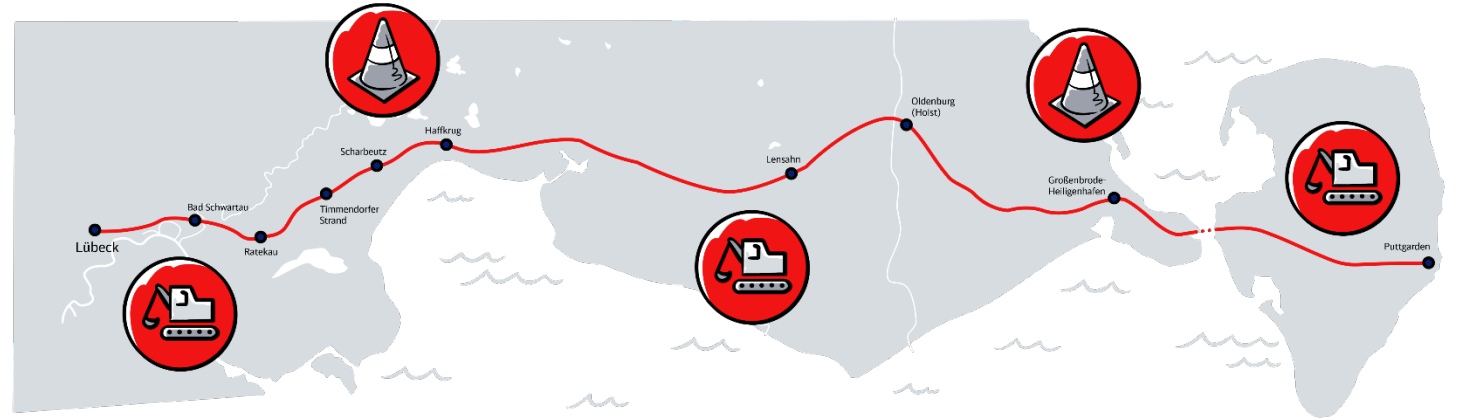 Lübeck
Bad Schwartau
Ratekau
Timmendorfer
Strand
Scharbeutz
Haffkrug
Lensahn
Oldenburg
(Holst)
Großenbrode-
Heiligenhafen
Puttgarden